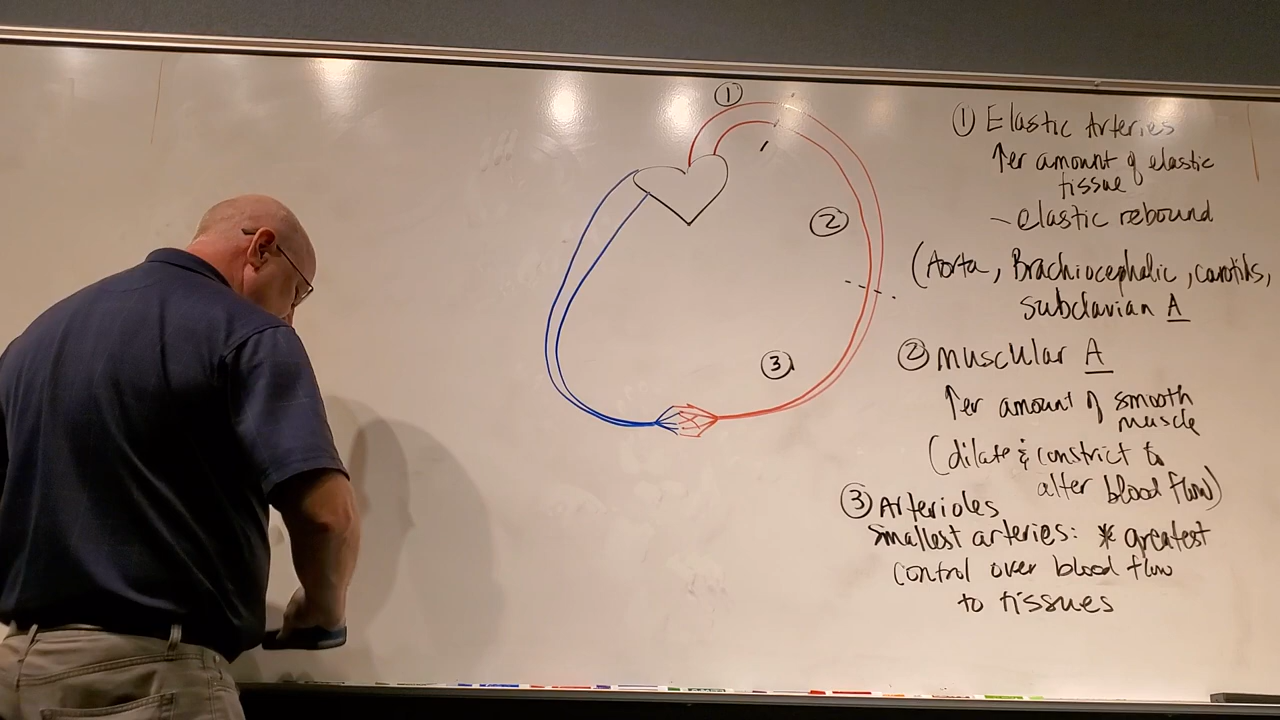 ①
②
③
① Elastic Arteries
↑er amount of elastic
tissue
- elastic rebound
(Aorta, Brachiocephalic, carotids,
subclavian A
② muscular A
↑er amount of smooth
muscle
(dilate & constrict to
alter blood flow)
③ Arterioles
smallest arteries: * greatest
control over blood flow
to tissues